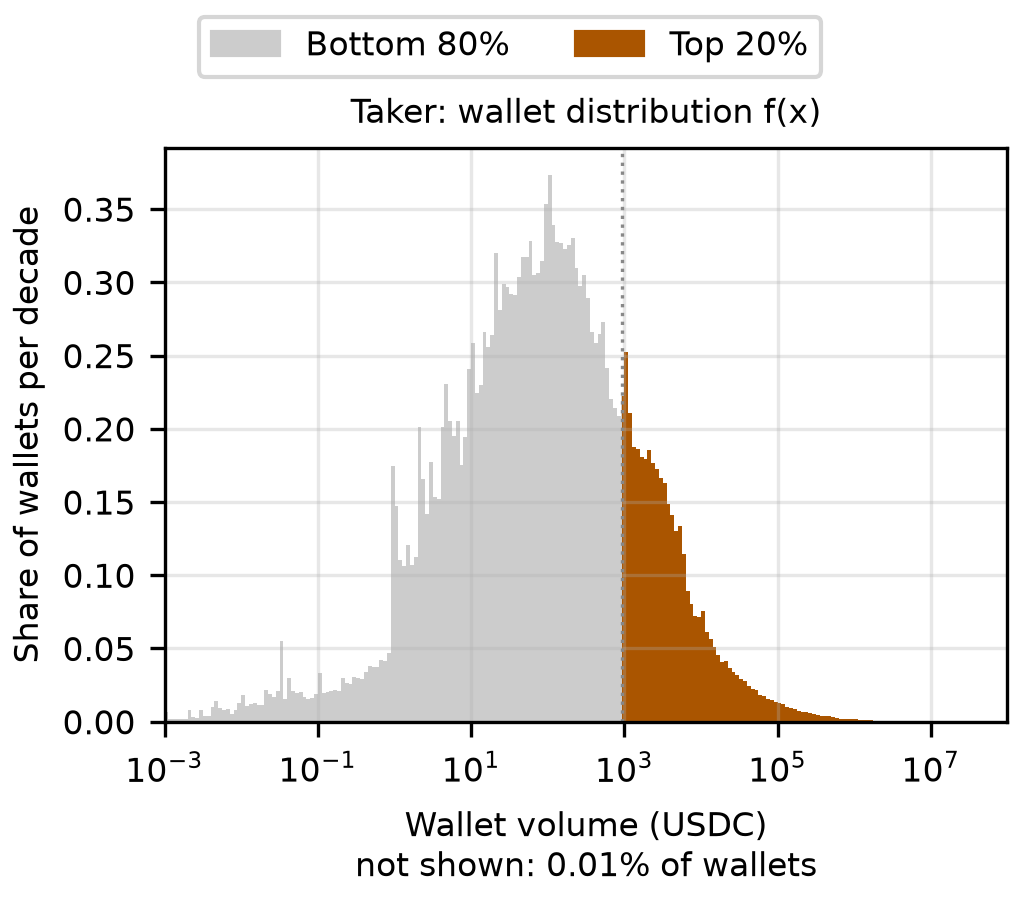 Bottom 80% Top 20%
Taker: wallet distribution f(x)
Share of wallets per decade
0.35
0.30
0.25
0.20
0.15
0.10
0.05
0.00
10⁻³ 10⁻¹ 10¹ 10³ 10⁵ 10⁷
Wallet volume (USDC)
not shown: 0.01% of wallets